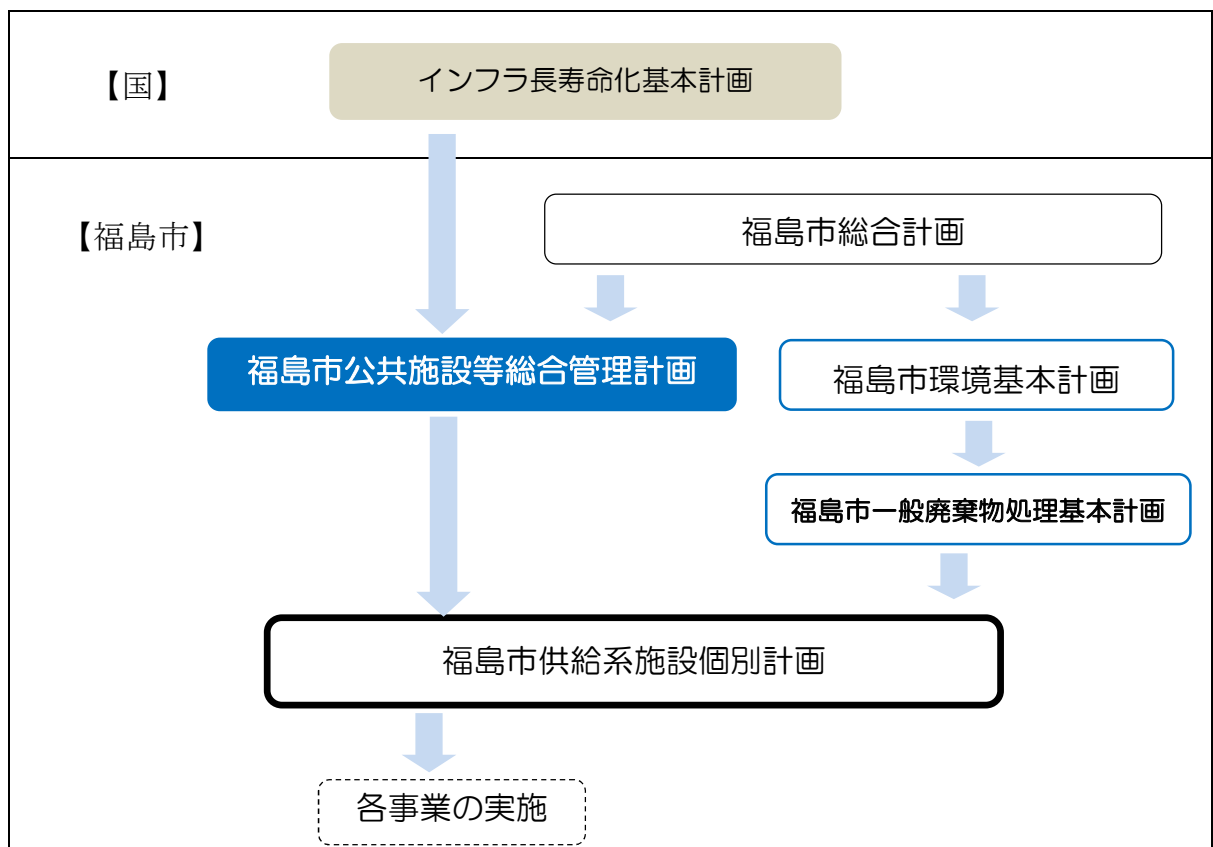 【国】
インフラ長寿命化基本計画
【福島市】
福島市総合計画
福島市公共施設等総合管理計画
福島市環境基本計画
福島市一般廃棄物処理基本計画
福島市供給系施設個別計画
各事業の実施